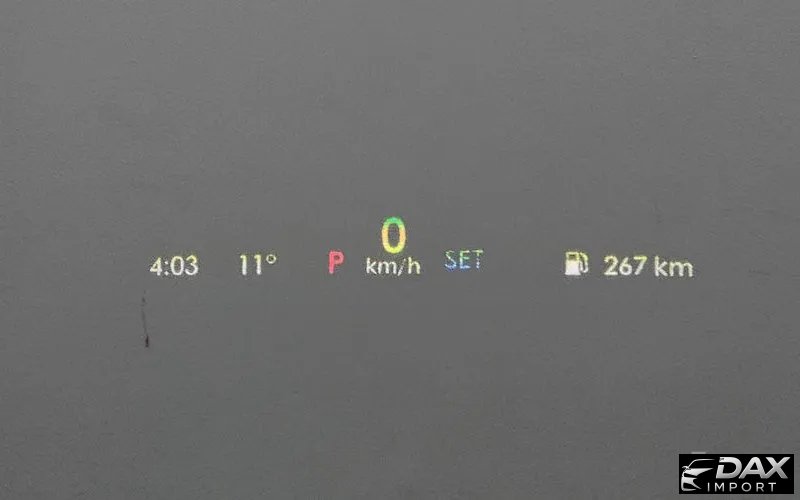 4:03 11° P 0 km/h SET 267 km
DAX
IMPORT